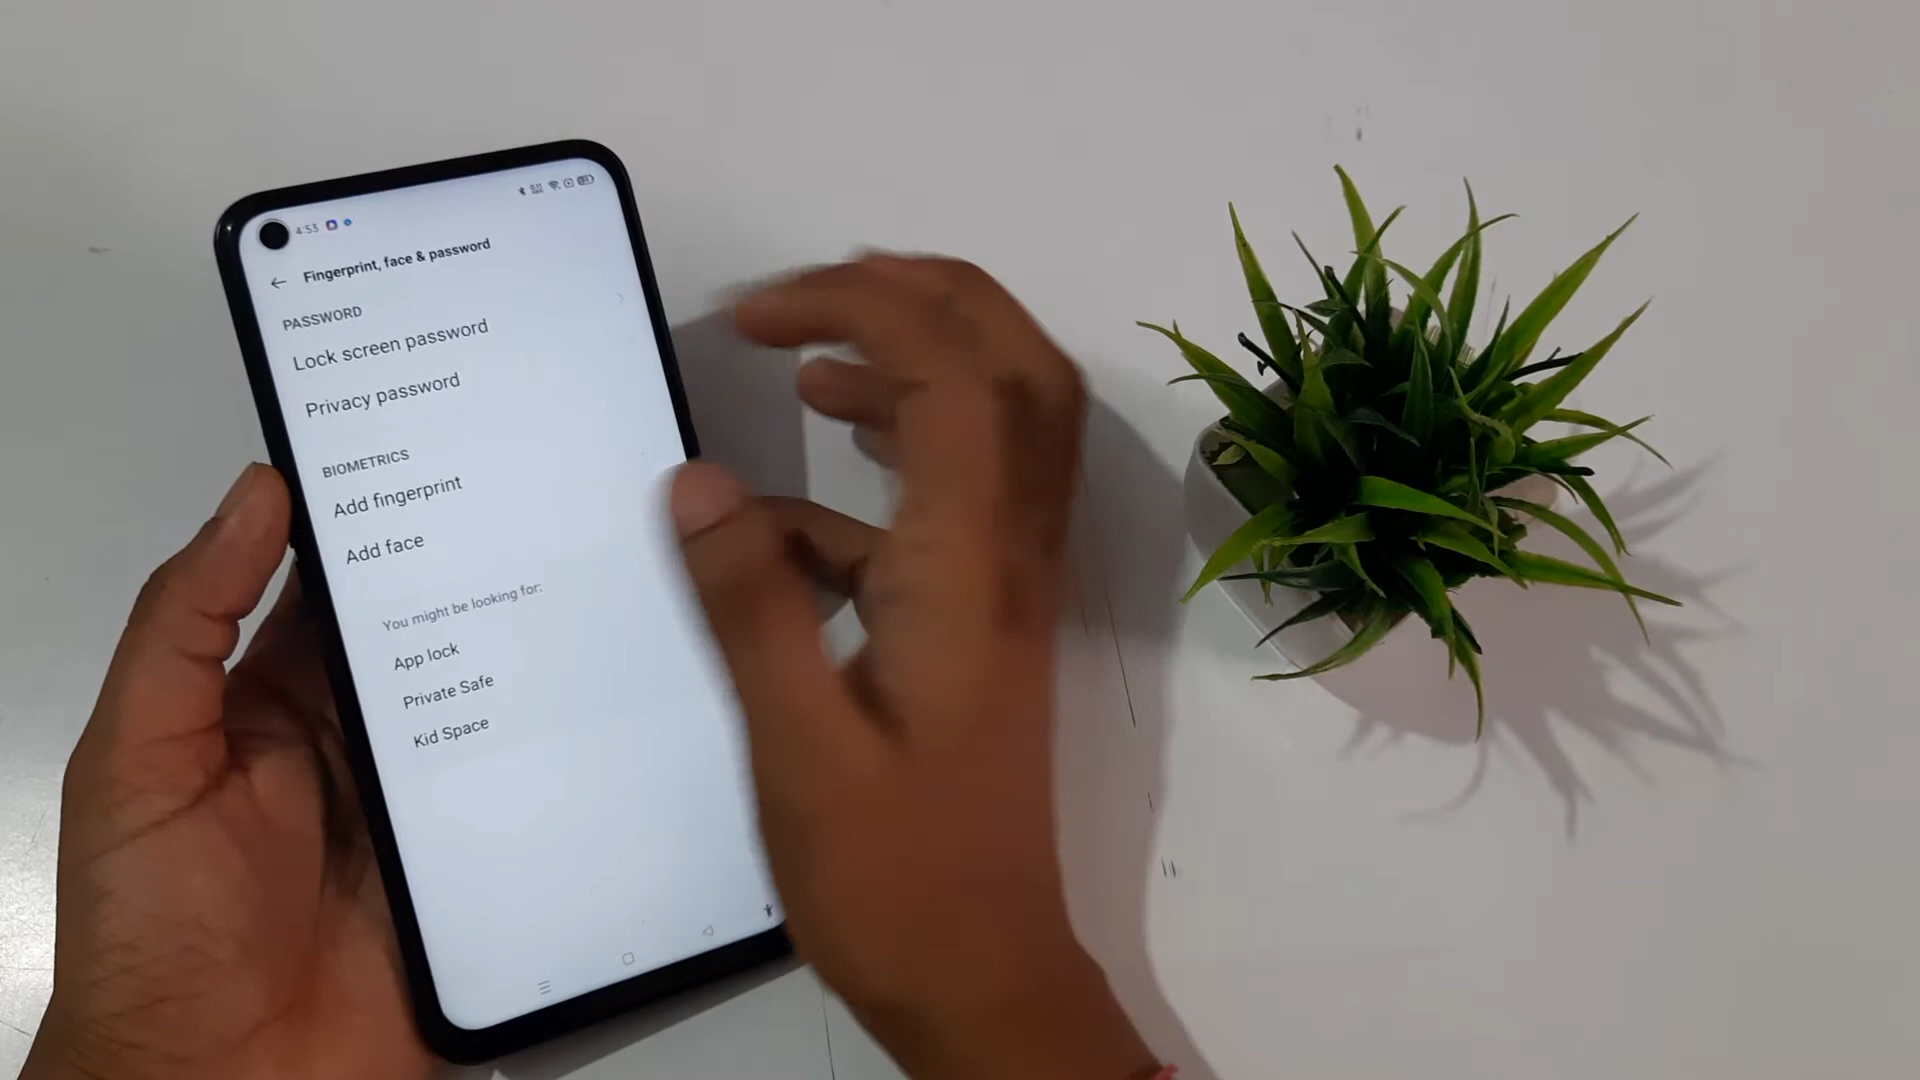 4:53
Fingerprint, face & password
PASSWORD
Lock screen password
Privacy password
BIOMETRICS
Add fingerprint
Add face
You might be looking for:
App lock
Private Safe
Kid Space